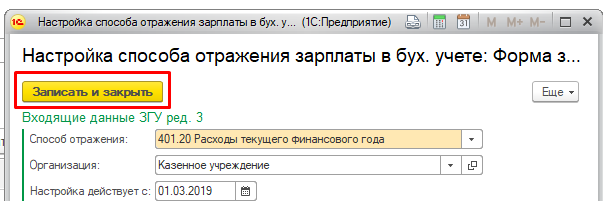 Настройка способа отражения зарплаты в бух. у... (1С:Предприятие)
31
M M+ M-
Настройка способа отражения зарплаты в бух. учете: Форма з...
Записать и закрыть
Еще
Входящие данные ЗГУ ред. 3
Способ отражения: 401.20 Расходы текущего финансового года
Организация: Казенное учреждение
Настройка действует с: 01.03.2019